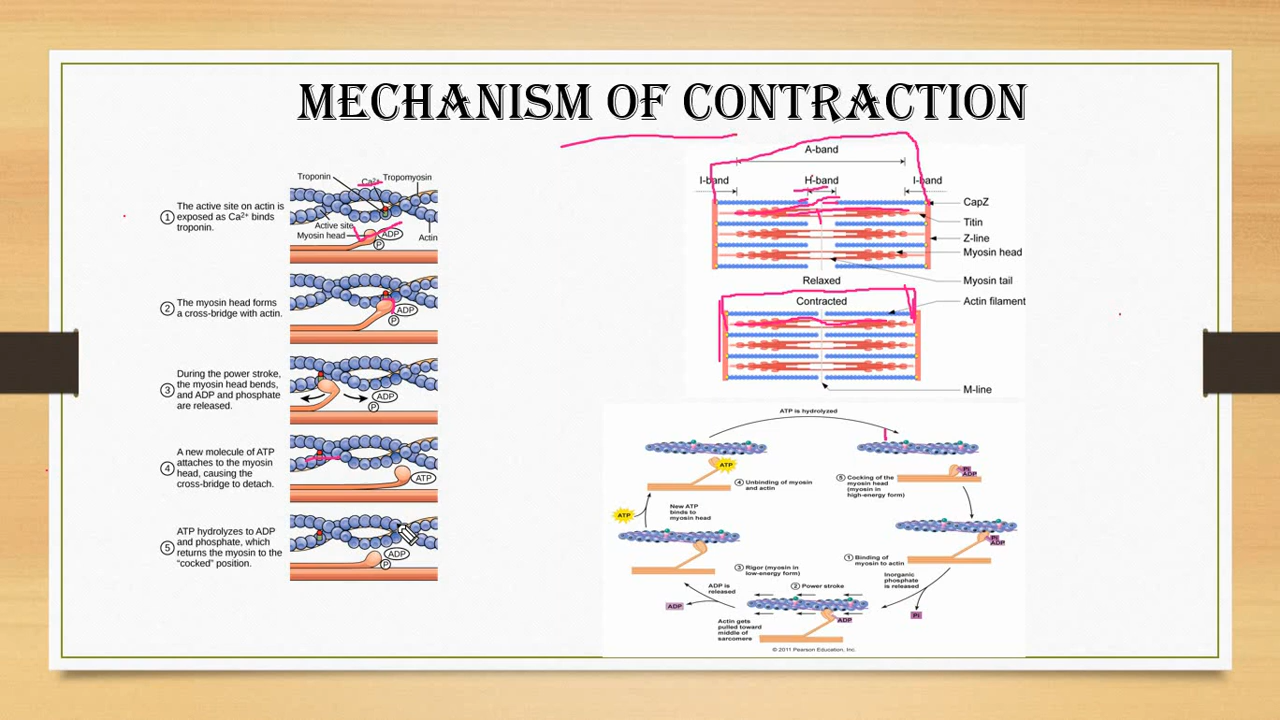 MECHANISM OF CONTRACTION
Troponin
Ca2+
Tropomyosin
1
The active site on actin is
exposed as Ca2+ binds
troponin.
Active site
Myosin head
ADP
P
Actin
2
The myosin head forms
a cross-bridge with actin.
ADP
P
3
During the power stroke,
the myosin head bends,
and ADP and phosphate
are released.
ADP
P
4
A new molecule of ATP
attaches to the myosin
head, causing the
cross-bridge to detach.
ATP
5
ATP hydrolyzes to ADP
and phosphate, which
returns the myosin to the
“cocked” position.
ADP
P
A-band
I-band
H-band
I-band
CapZ
Titin
Z-line
Myosin head
Myosin tail
Relaxed
Contracted
Actin filament
M-line
ATP is hydrolyzed
ATP
4 Unbinding of myosin
and actin
5 Cocking of the
myosin head
(myosin in
high-energy form)
Pi
ADP
New ATP
binds to
myosin head
ATP
Pi
ADP
1 Binding of
myosin to actin
3 Rigor (myosin in
low-energy form)
Inorganic
phosphate
is released
ADP is
released
2 Power stroke
ADP
Pi
ADP
Actin gets
pulled toward
middle of
sarcomere
© 2011 Pearson Education, Inc.